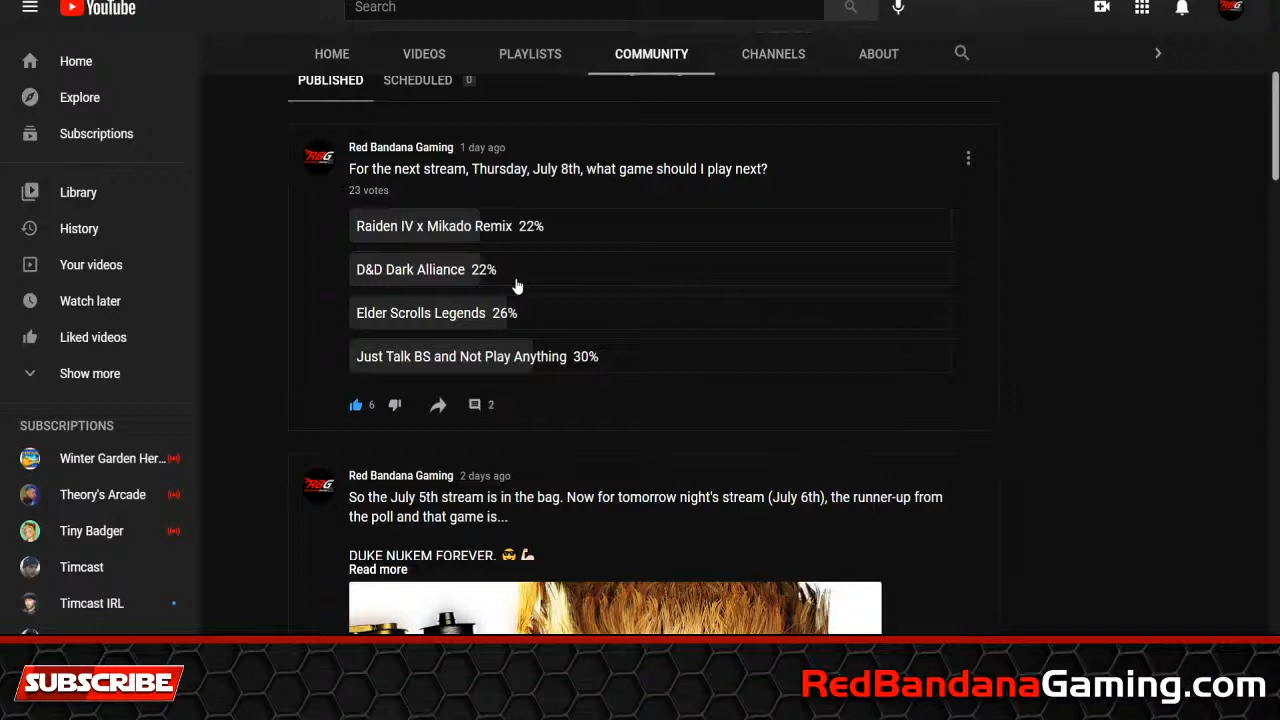 YouTube
Search
HOME VIDEOS PLAYLISTS COMMUNITY CHANNELS ABOUT
PUBLISHED SCHEDULED 0
Home
Explore
Subscriptions
Library
History
Your videos
Watch later
Liked videos
Show more
SUBSCRIPTIONS
Winter Garden Her...
Theory's Arcade
Tiny Badger
Timcast
Timcast IRL
RBG
Red Bandana Gaming 1 day ago
For the next stream, Thursday, July 8th, what game should I play next?
23 votes
Raiden IV x Mikado Remix 22%
D&D Dark Alliance 22%
Elder Scrolls Legends 26%
Just Talk BS and Not Play Anything 30%
6 2
RBG
Red Bandana Gaming 2 days ago
So the July 5th stream is in the bag. Now for tomorrow night's stream (July 6th), the runner-up from
the poll and that game is...
DUKE NUKEM FOREVER. 😎 💪🏻
Read more
SUBSCRIBE
RedBandanaGaming.com